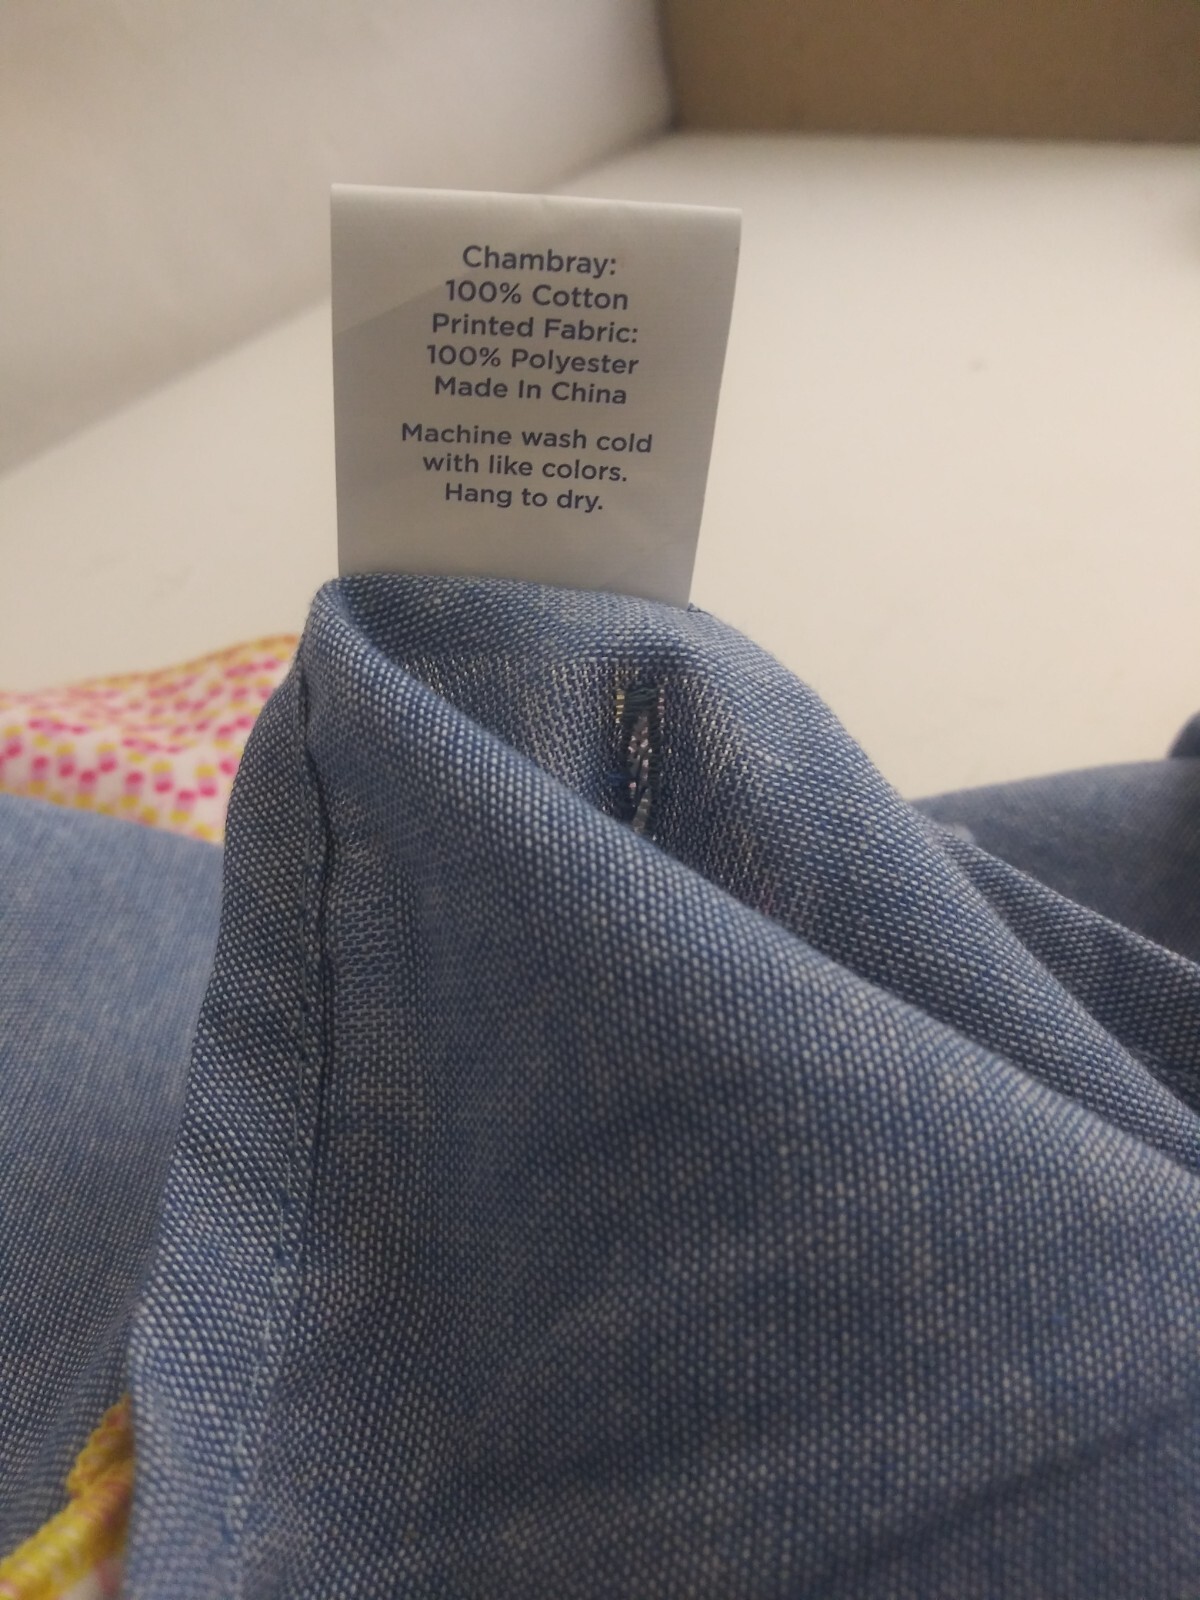 Chambray:
100% Cotton
Printed Fabric:
100% Polyester
Made In China
Machine wash cold
with like colors.
Hang to dry.